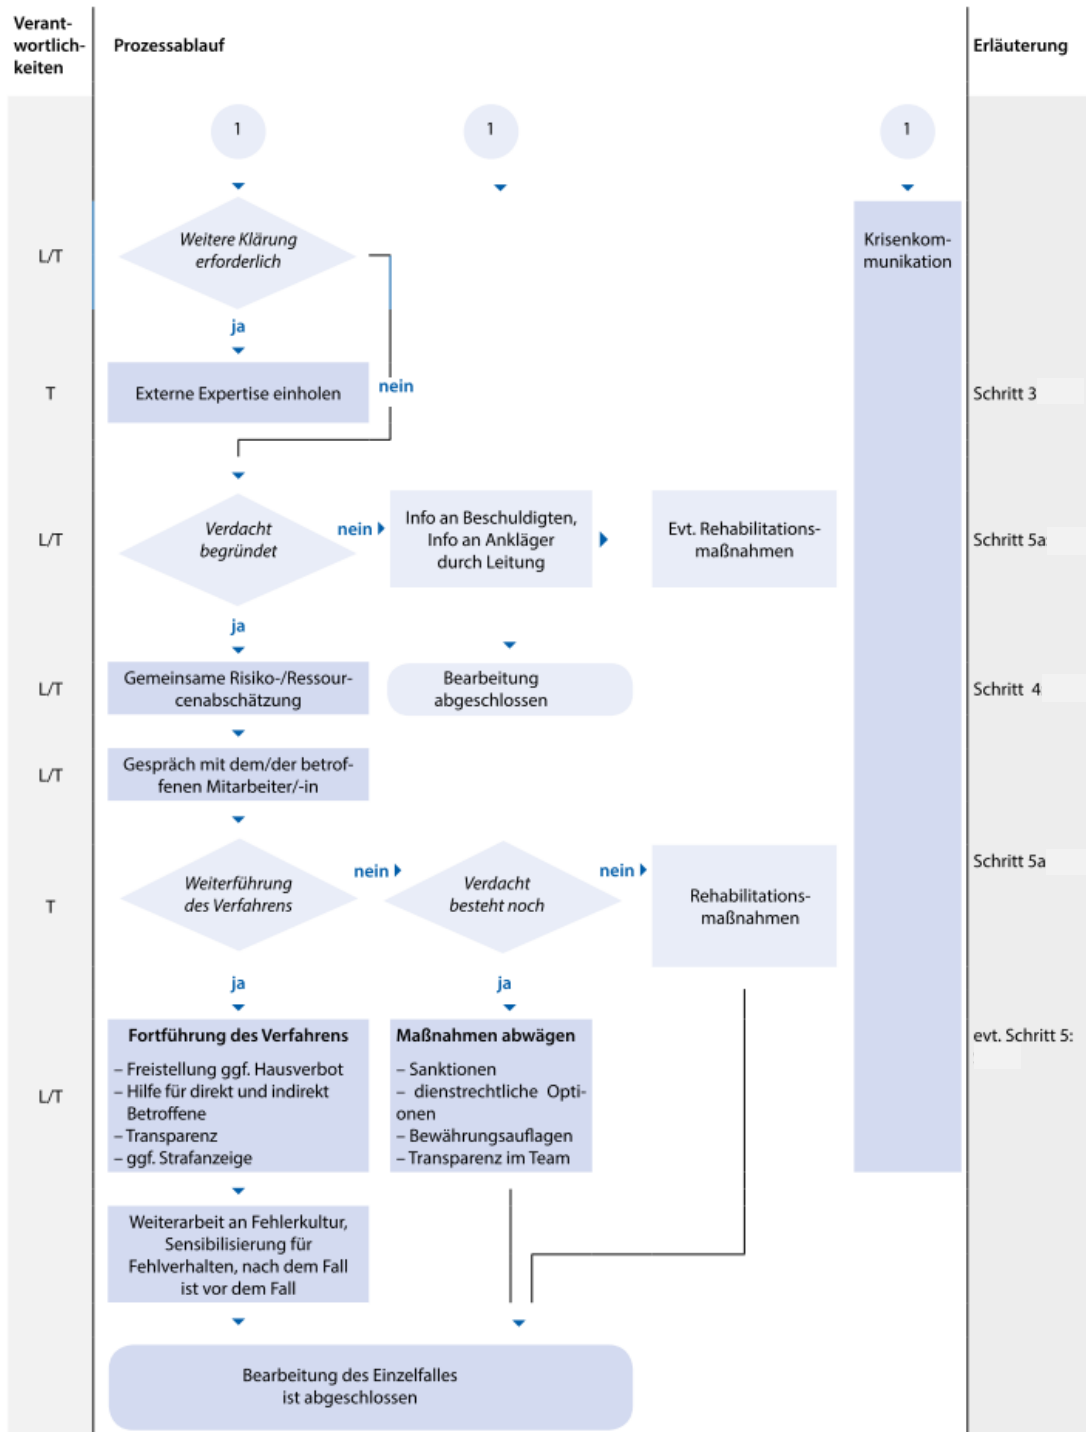 Verant-
wortlich-
keiten
Prozessablauf
Erläuterung
1
1
1
L/T
Weitere Klärung
erforderlich
Krisenkom-
munikation
ja
T
Externe Expertise einholen
nein
Schritt 3
L/T
Verdacht
begründet
nein
Info an Beschuldigten,
Info an Ankläger
durch Leitung
Evt. Rehabilitations-
maßnahmen
Schritt 5a
ja
L/T
Gemeinsame Risiko-/Ressour-
cenabschätzung
Bearbeitung
abgeschlossen
Schritt 4
L/T
Gespräch mit dem/der betrof-
fenen Mitarbeiter/-in
T
Weiterführung
des Verfahrens
nein
Verdacht
besteht noch
nein
Rehabilitations-
maßnahmen
Schritt 5a
ja
ja
L/T
Fortführung des Verfahrens
– Freistellung ggf. Hausverbot
– Hilfe für direkt und indirekt
Betroffene
– Transparenz
– ggf. Strafanzeige
Maßnahmen abwägen
– Sanktionen
– dienstrechtliche Opti-
onen
– Bewährungsauflagen
– Transparenz im Team
evt. Schritt 5:
Weiterarbeit an Fehlerkultur,
Sensibilisierung für
Fehlverhalten, nach dem Fall
ist vor dem Fall
Bearbeitung des Einzelfalles
ist abgeschlossen